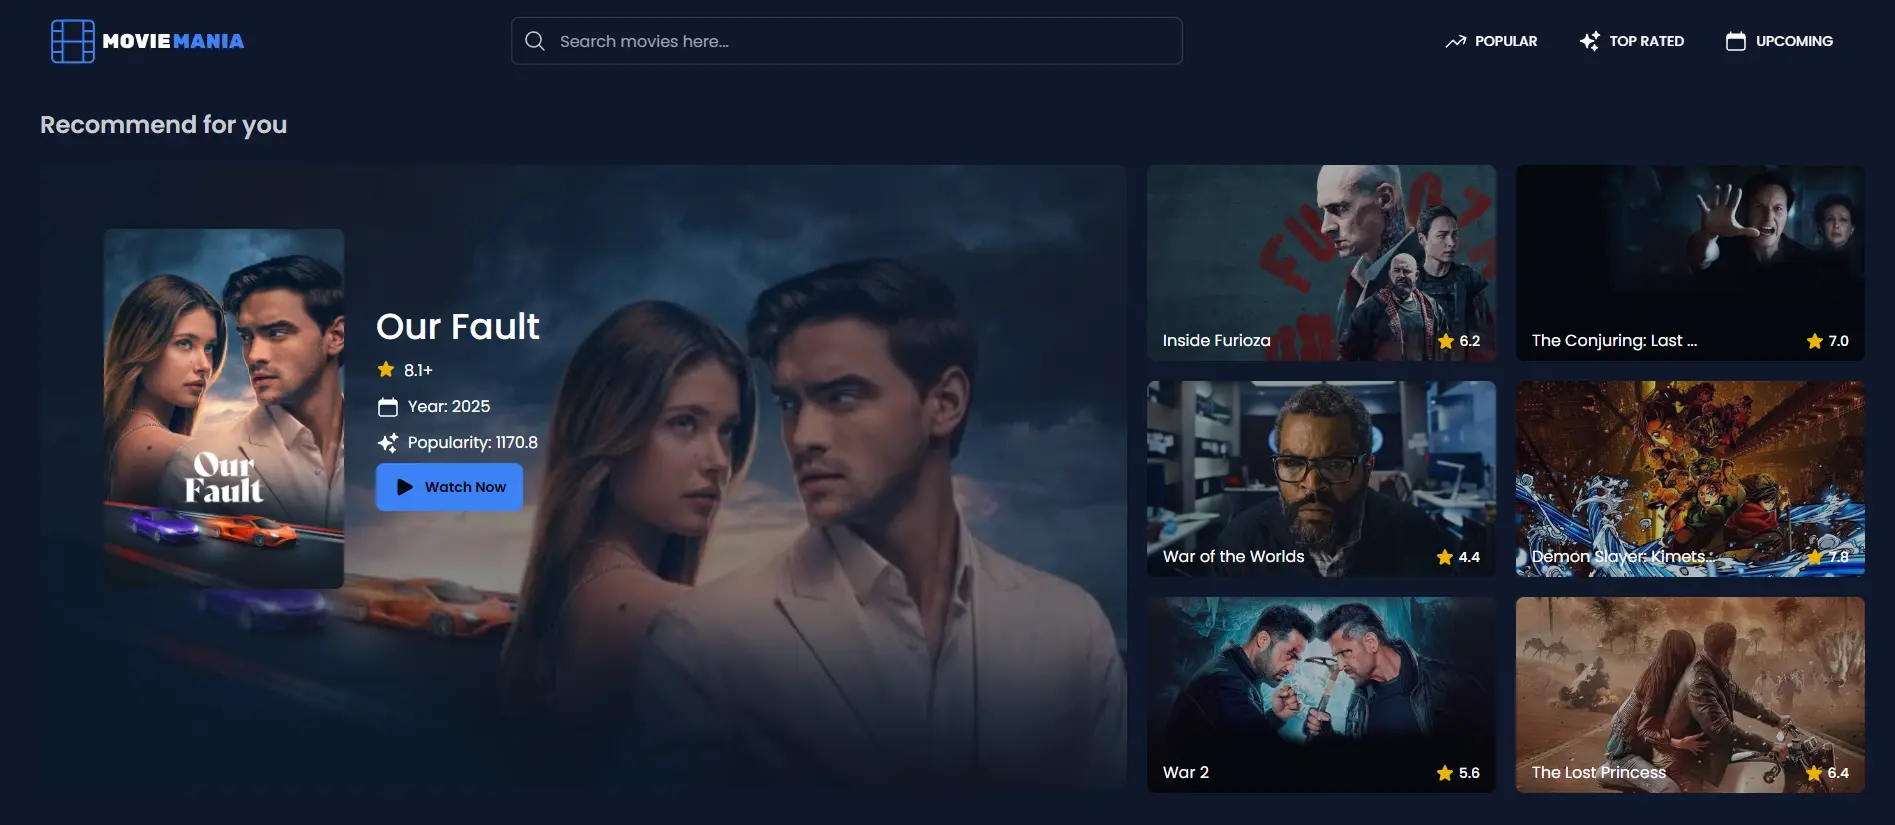 MOVIEMANIA
Search movies here...
POPULAR
TOP RATED
UPCOMING
Recommend for you
Our Fault
8.1+
Year: 2025
Popularity: 1170.8
Watch Now
Our
Fault
Inside Furioza
6.2
The Conjuring: Last ...
7.0
War of the Worlds
4.4
Demon Slayer: Kimets...
7.8
War 2
5.6
The Lost Princess
6.4